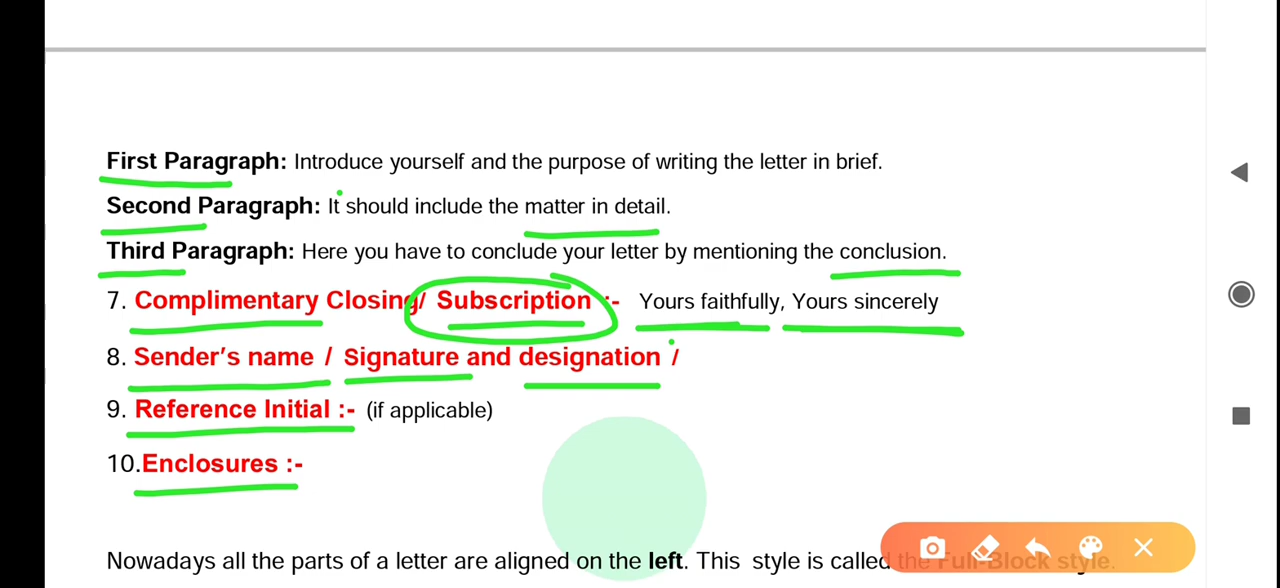 First Paragraph: Introduce yourself and the purpose of writing the letter in brief.
Second Paragraph: It should include the matter in detail.
Third Paragraph: Here you have to conclude your letter by mentioning the conclusion.
7. Complimentary Closing/ Subscription :- Yours faithfully, Yours sincerely
8. Sender's name / Signature and designation /
9. Reference Initial :- (if applicable)
10.Enclosures :-
Nowadays all the parts of a letter are aligned on the left. This style is called the Full-Block style.